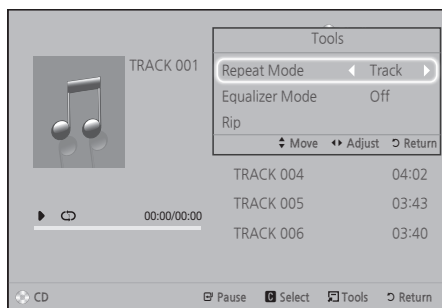 Tools
TRACK 001
Repeat Mode Track
Equalizer Mode Off
Rip
Move Adjust Return
TRACK 004 04:02
TRACK 005 03:43
00:00/00:00
TRACK 006 03:40
CD Pause C Select Tools Return